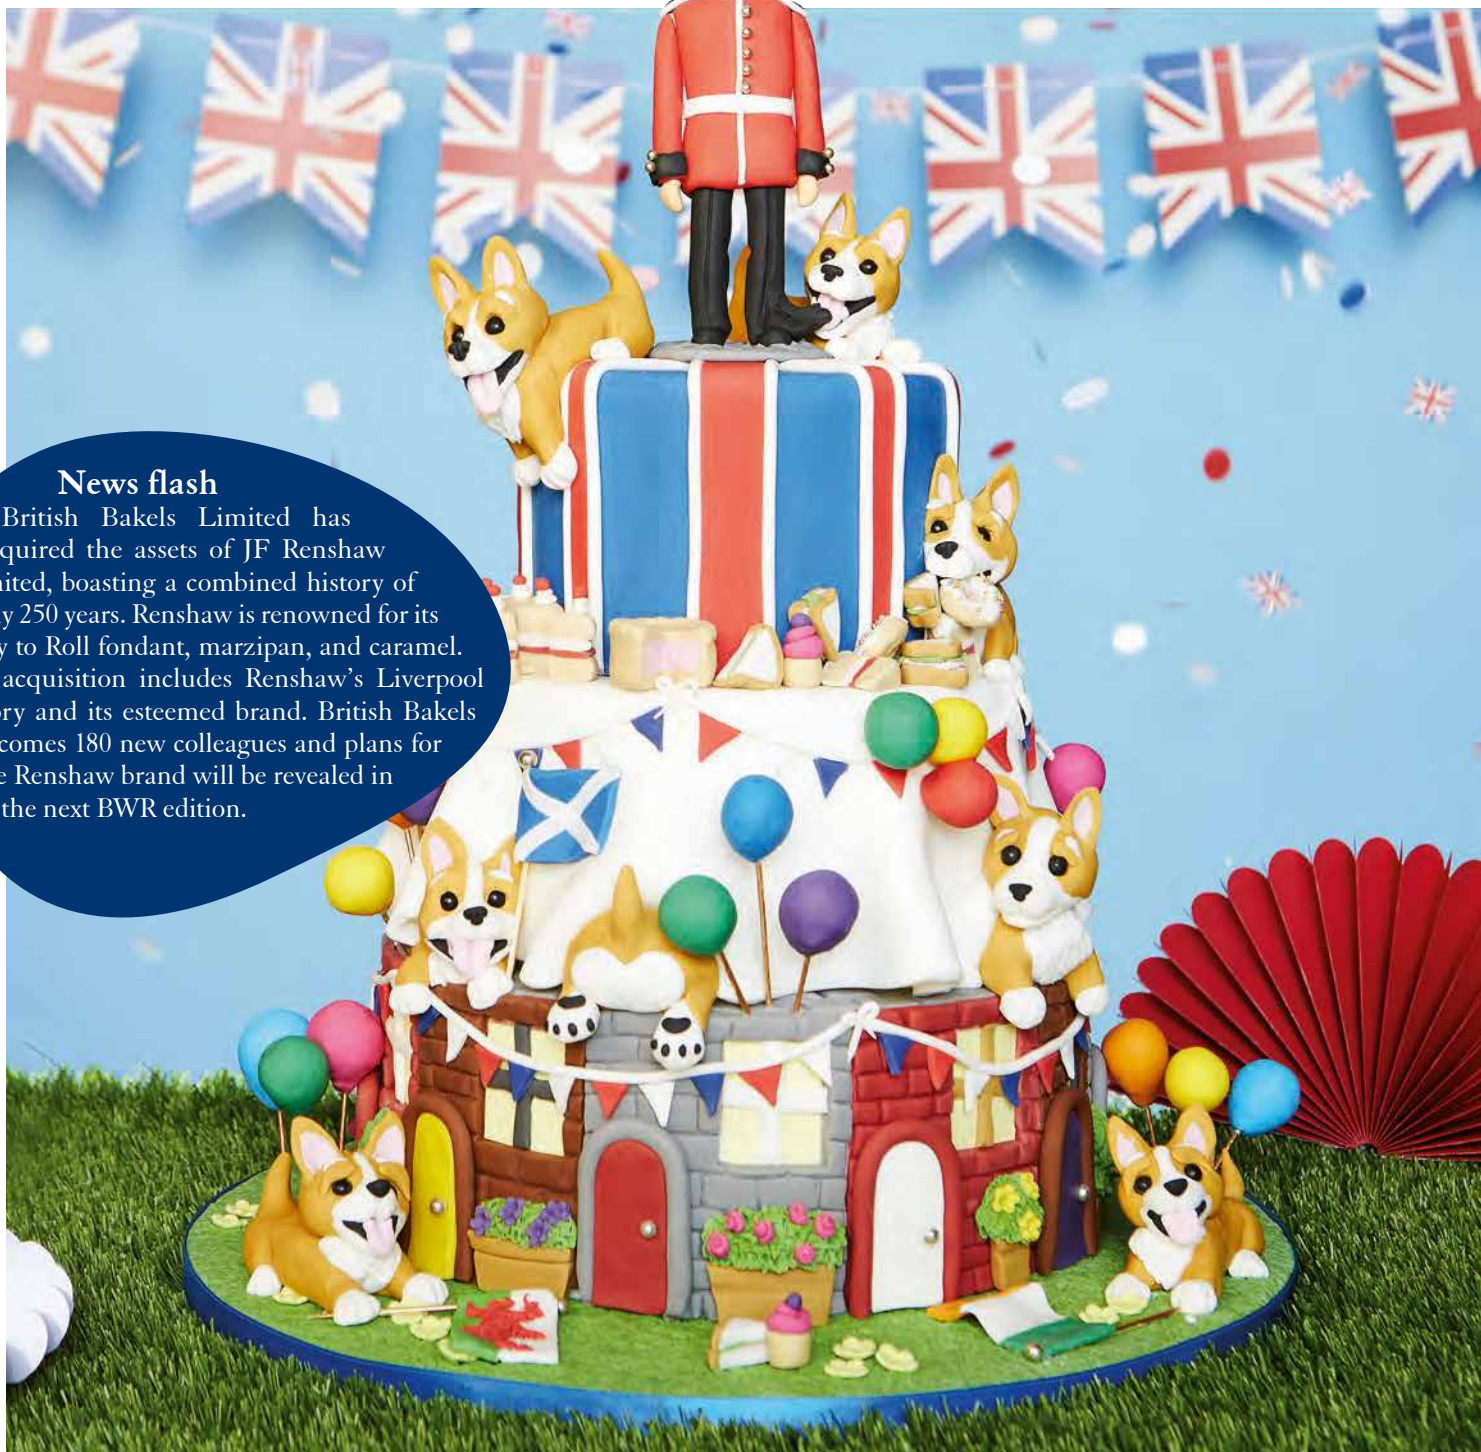 News flash
British Bakels Limited has
quired the assets of JF Renshaw
ited, boasting a combined history of
y 250 years. Renshaw is renowned for its
y to Roll fondant, marzipan, and caramel.
acquisition includes Renshaw's Liverpool
ry and its esteemed brand. British Bakels
comes 180 new colleagues and plans for
e Renshaw brand will be revealed in
the next BWR edition.